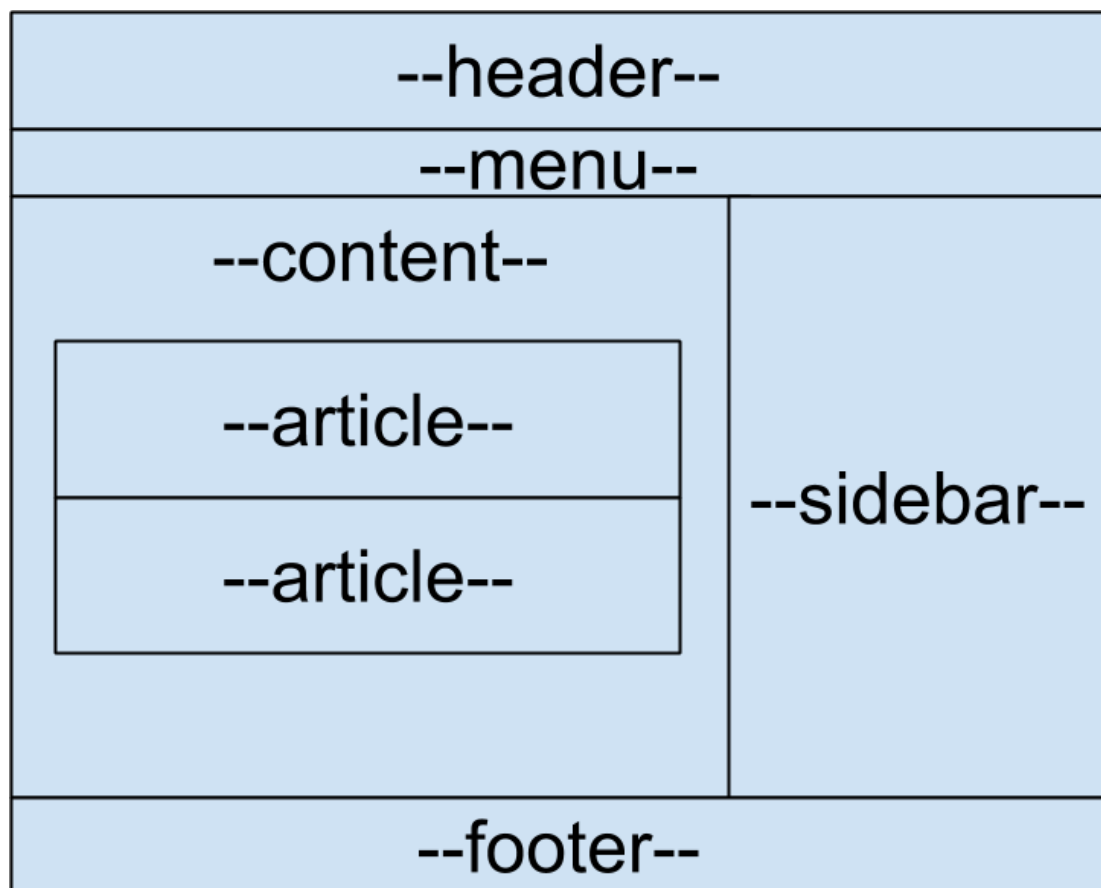 --header--
--menu--
--content--
--article--
--article--
--sidebar--
--footer--